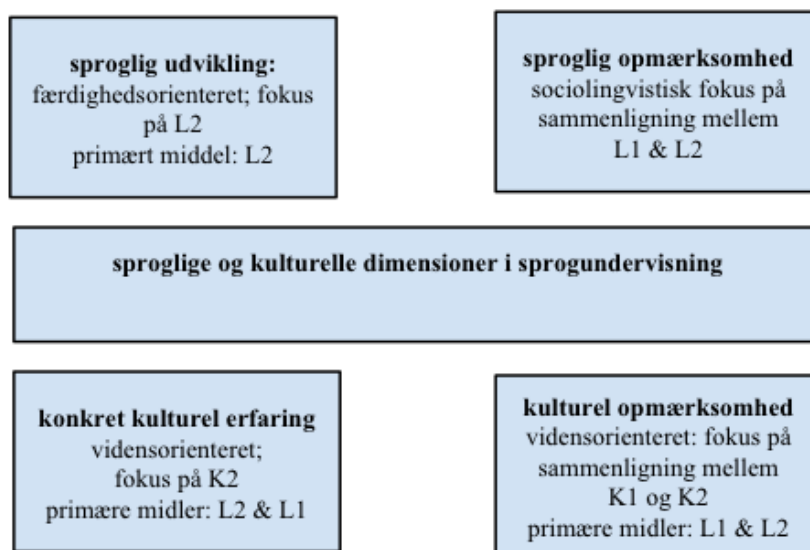 sproglig udvikling:
færdighedsorienteret; fokus
på L2
primært middel: L2
sproglig opmærksomhed
sociolingvistisk fokus på
sammenligning mellem
L1 & L2
sproglige og kulturelle dimensioner i sprogundervisning
konkret kulturel erfaring
vidensorienteret;
fokus på K2
primære midler: L2 & L1
kulturel opmærksomhed
vidensorienteret: fokus på
sammenligning mellem
K1 og K2
primære midler: L1 & L2